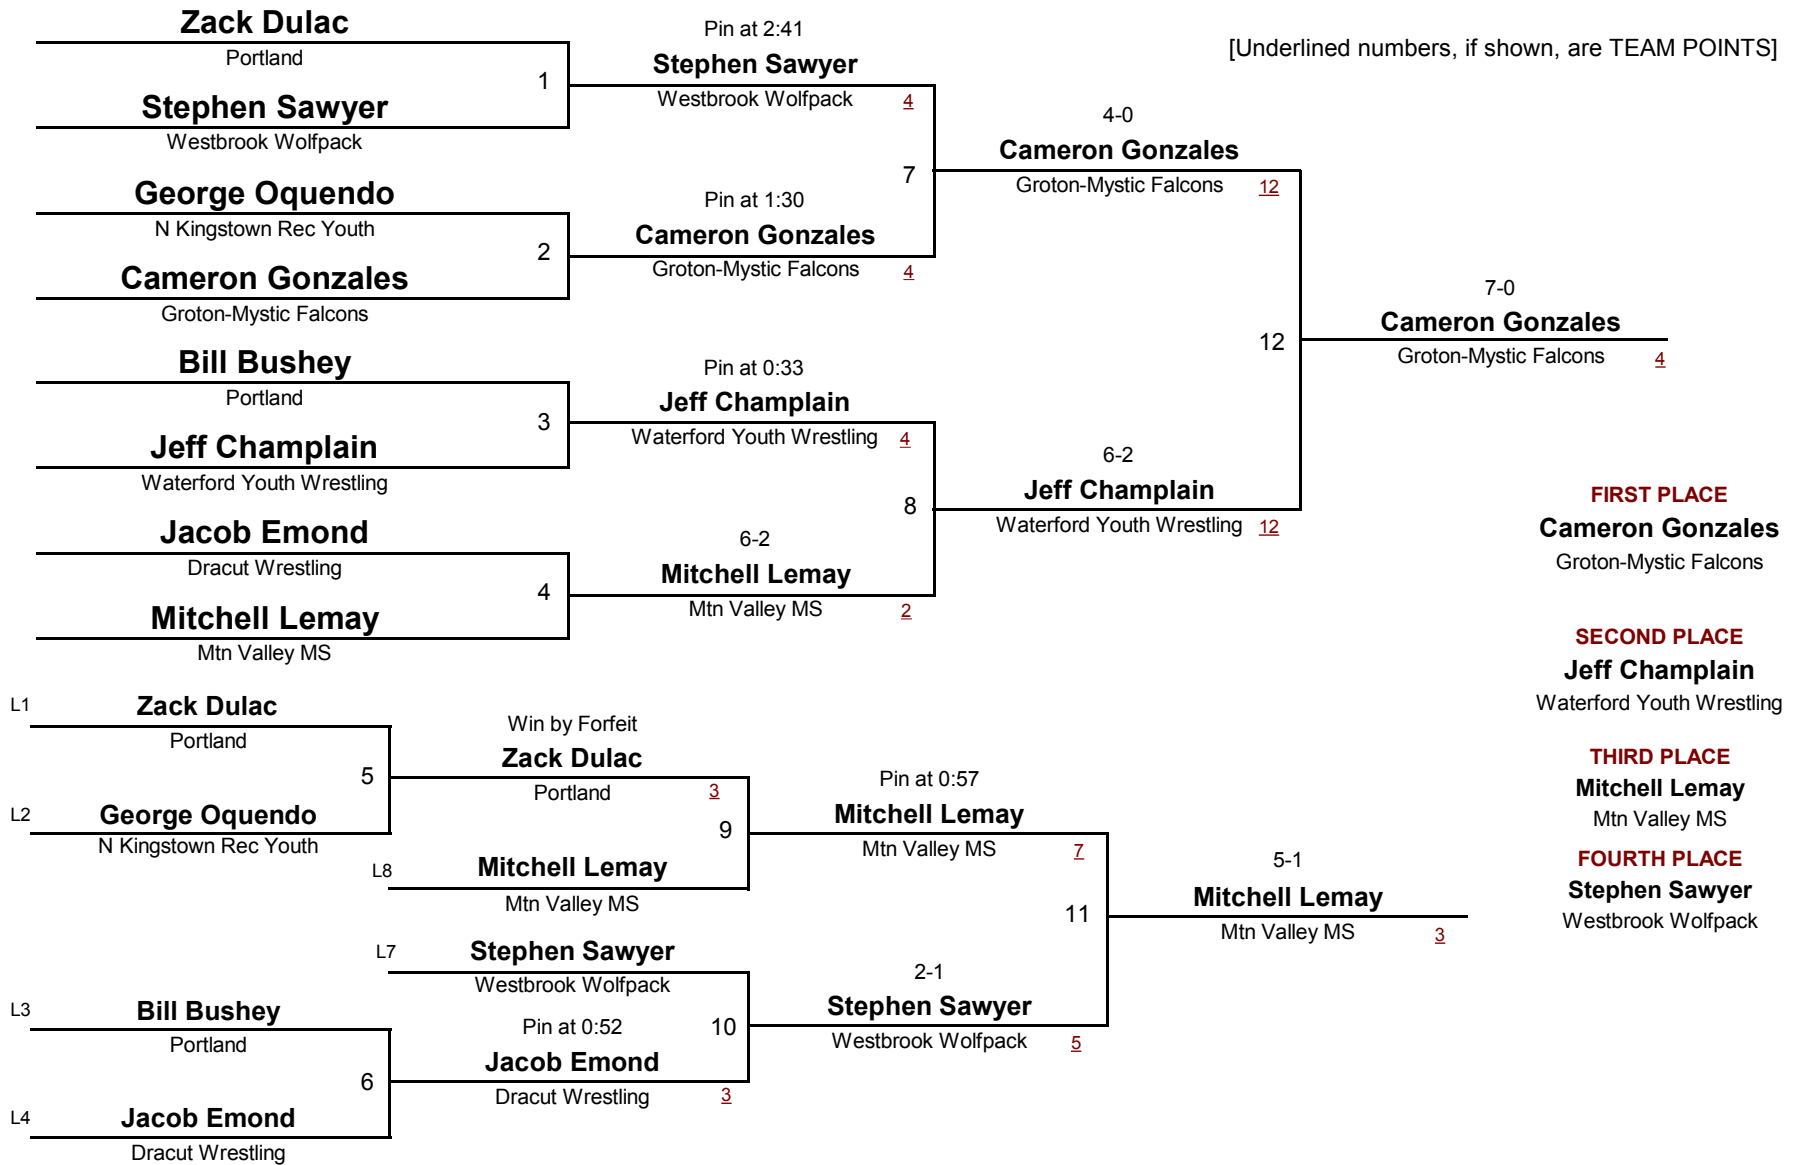 Zack Dulac
Portland
1
Stephen Sawyer
Westbrook Wolfpack
George Oquendo
N Kingstown Rec Youth
2
Cameron Gonzales
Groton-Mystic Falcons
Bill Bushey
Portland
3
Jeff Champlain
Waterford Youth Wrestling
Jacob Emond
Dracut Wrestling
4
Mitchell Lemay
Mtn Valley MS
Pin at 2:41
Stephen Sawyer
Westbrook Wolfpack 4
7
Pin at 1:30
Cameron Gonzales
Groton-Mystic Falcons 4
Pin at 0:33
Jeff Champlain
Waterford Youth Wrestling 4
8
6-2
Mitchell Lemay
Mtn Valley MS 2
[Underlined numbers, if shown, are TEAM POINTS]
4-0
Cameron Gonzales
Groton-Mystic Falcons 12
12
6-2
Jeff Champlain
Waterford Youth Wrestling 12
7-0
Cameron Gonzales
Groton-Mystic Falcons 4
L1 Zack Dulac
Portland
5
L2 George Oquendo
N Kingstown Rec Youth
Win by Forfeit
Zack Dulac
Portland 3
9
L8 Mitchell Lemay
Mtn Valley MS
L7 Stephen Sawyer
Westbrook Wolfpack
10
Pin at 0:52
Jacob Emond
Dracut Wrestling 3
L3 Bill Bushey
Portland
6
L4 Jacob Emond
Dracut Wrestling
Pin at 0:57
Mitchell Lemay
Mtn Valley MS 7
11
2-1
Stephen Sawyer
Westbrook Wolfpack 5
5-1
Mitchell Lemay
Mtn Valley MS 3
FIRST PLACE
Cameron Gonzales
Groton-Mystic Falcons
SECOND PLACE
Jeff Champlain
Waterford Youth Wrestling
THIRD PLACE
Mitchell Lemay
Mtn Valley MS
FOURTH PLACE
Stephen Sawyer
Westbrook Wolfpack